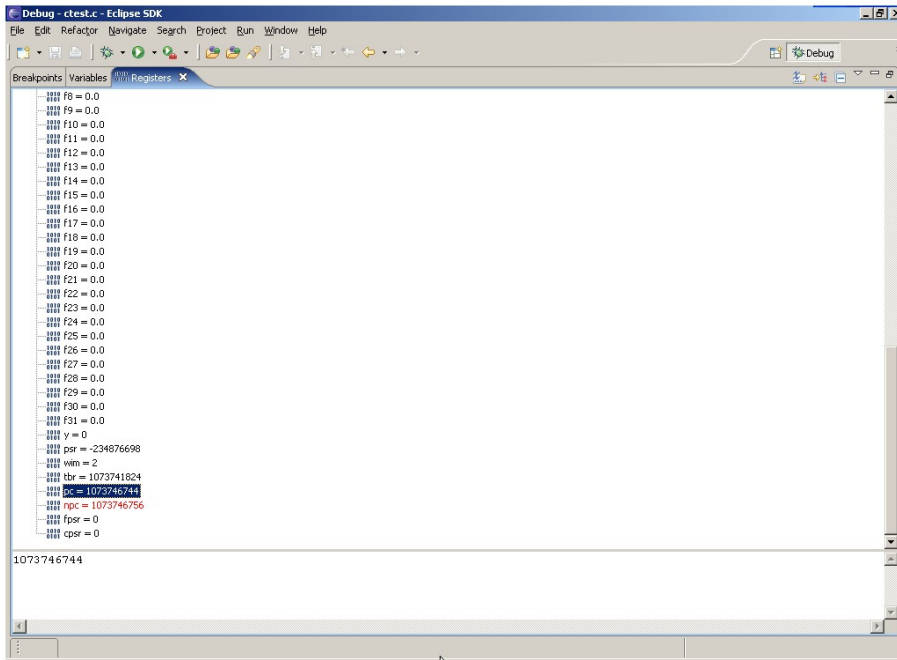 Debug - ctest.c - Eclipse SDK
File Edit Refactor Navigate Search Project Run Window Help
Debug
Breakpoints Variables Registers
f8 = 0.0
f9 = 0.0
f10 = 0.0
f11 = 0.0
f12 = 0.0
f13 = 0.0
f14 = 0.0
f15 = 0.0
f16 = 0.0
f17 = 0.0
f18 = 0.0
f19 = 0.0
f20 = 0.0
f21 = 0.0
f22 = 0.0
f23 = 0.0
f24 = 0.0
f25 = 0.0
f26 = 0.0
f27 = 0.0
f28 = 0.0
f29 = 0.0
f30 = 0.0
f31 = 0.0
y = 0
psr = -234876698
wim = 2
tbr = 1073741824
pc = 1073746744
npc = 1073746756
fpsr = 0
cpsr = 0
1073746744